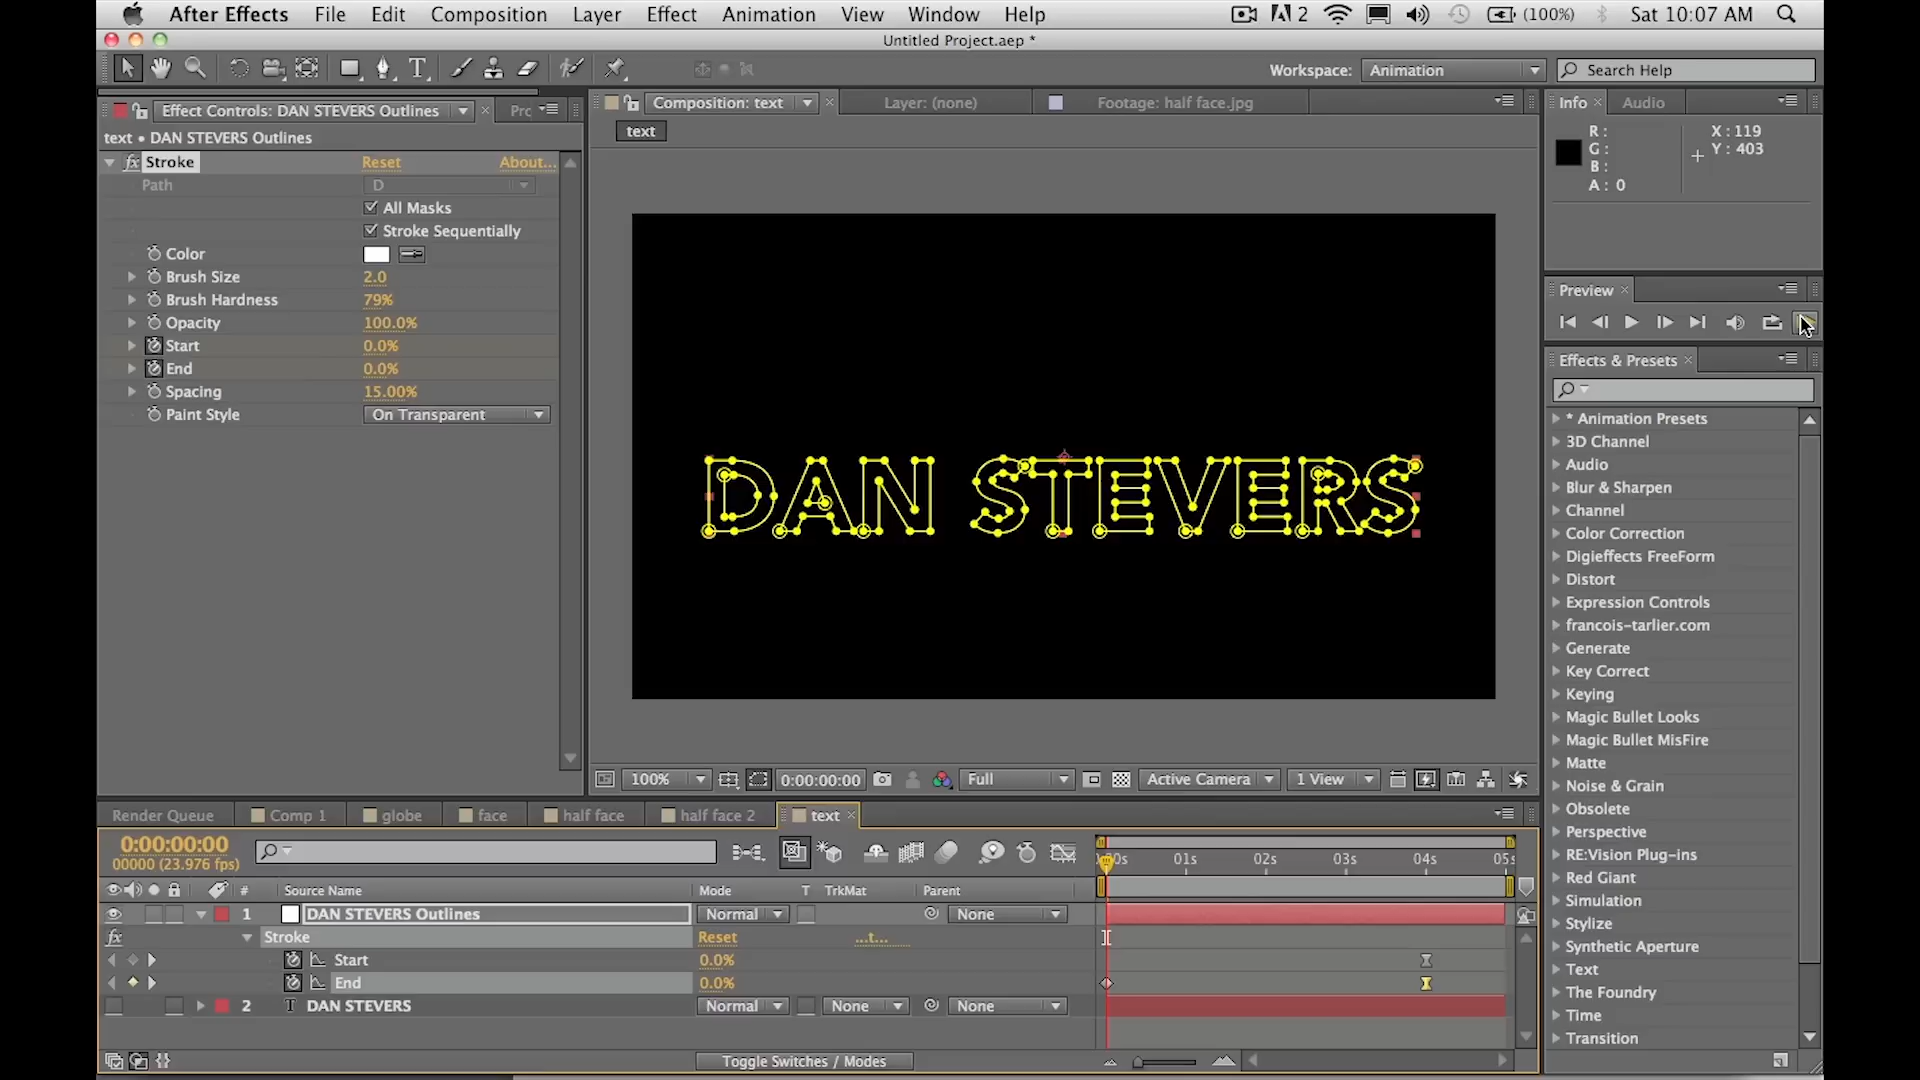 After Effects File Edit Composition Layer Effect Animation View Window Help 2 (100%) Sat 10:07 AM
Untitled Project.aep *
Workspace: Animation Search Help
Effect Controls: DAN STEVERS Outlines Composition: text Layer: (none) Footage: half face.jpg Info Audio
text • DAN STEVERS Outlines
text
fx Stroke Reset About...
Path D
All Masks
Stroke Sequentially
Color
Brush Size 2.0
Brush Hardness 79%
Opacity 100.0%
Start 0.0%
End 0.0%
Spacing 15.00%
Paint Style On Transparent
DAN STEVERS
R :
G :
B :
A : 0
X : 119
Y : 403
Preview
Effects & Presets
* Animation Presets
3D Channel
Audio
Blur & Sharpen
Channel
Color Correction
Digieffects FreeForm
Distort
Expression Controls
francois-tarlier.com
Generate
Key Correct
Keying
Magic Bullet Looks
Magic Bullet MisFire
Matte
Noise & Grain
Obsolete
Perspective
RE:Vision Plug-ins
Red Giant
Simulation
Stylize
Synthetic Aperture
Text
The Foundry
Time
Transition
100% 0:00:00:00 Full Active Camera 1 View
Render Queue Comp 1 globe face half face half face 2 text
0:00:00:00
00000 (23.976 fps)
01s 02s 03s 04s
# Source Name Mode T TrkMat Parent
1 DAN STEVERS Outlines Normal None
fx Stroke Reset ...t...
Start 0.0%
End 0.0%
2 T DAN STEVERS Normal None None
Toggle Switches / Modes